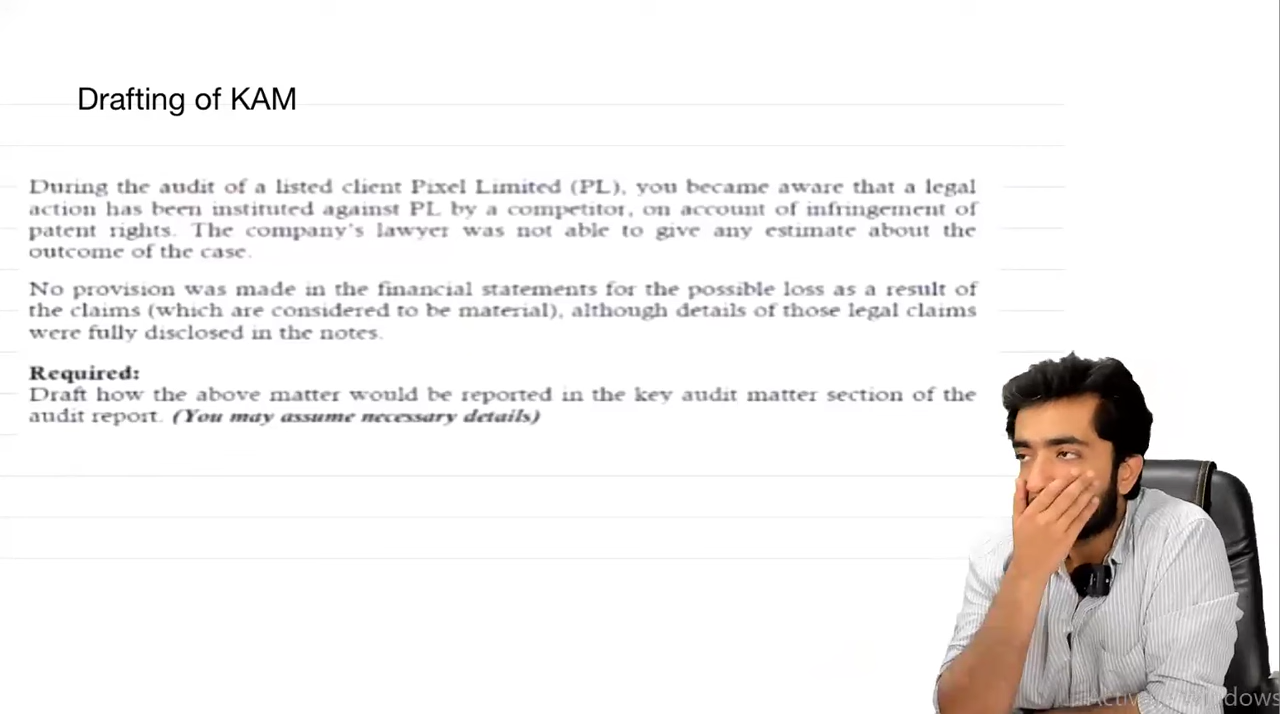 Drafting of KAM
During the audit of a listed client Pixel Limited (PL), you became aware that a legal
action has been instituted against PL by a competitor, on account of infringement of
patent rights. The company's lawyer was not able to give any estimate about the
outcome of the case.
No provision was made in the financial statements for the possible loss as a result of
the claims (which are considered to be material), although details of those legal claims
were fully disclosed in the notes.
Required:
Draft how the above matter would be reported in the key audit matter section of the
audit report. (You may assume necessary details)